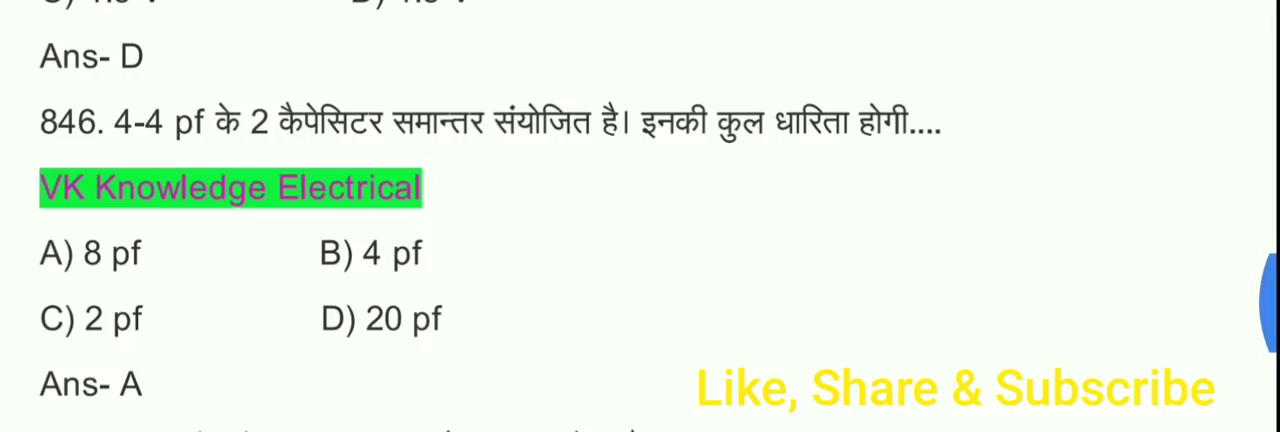 Ans- D
846. 4-4 pf के 2 कैपेसिटर समान्तर संयोजित है। इनकी कुल धारिता होगी....
VK Knowledge Electrical
A) 8 pf B) 4 pf
C) 2 pf D) 20 pf
Ans- A
Like, Share & Subscribe